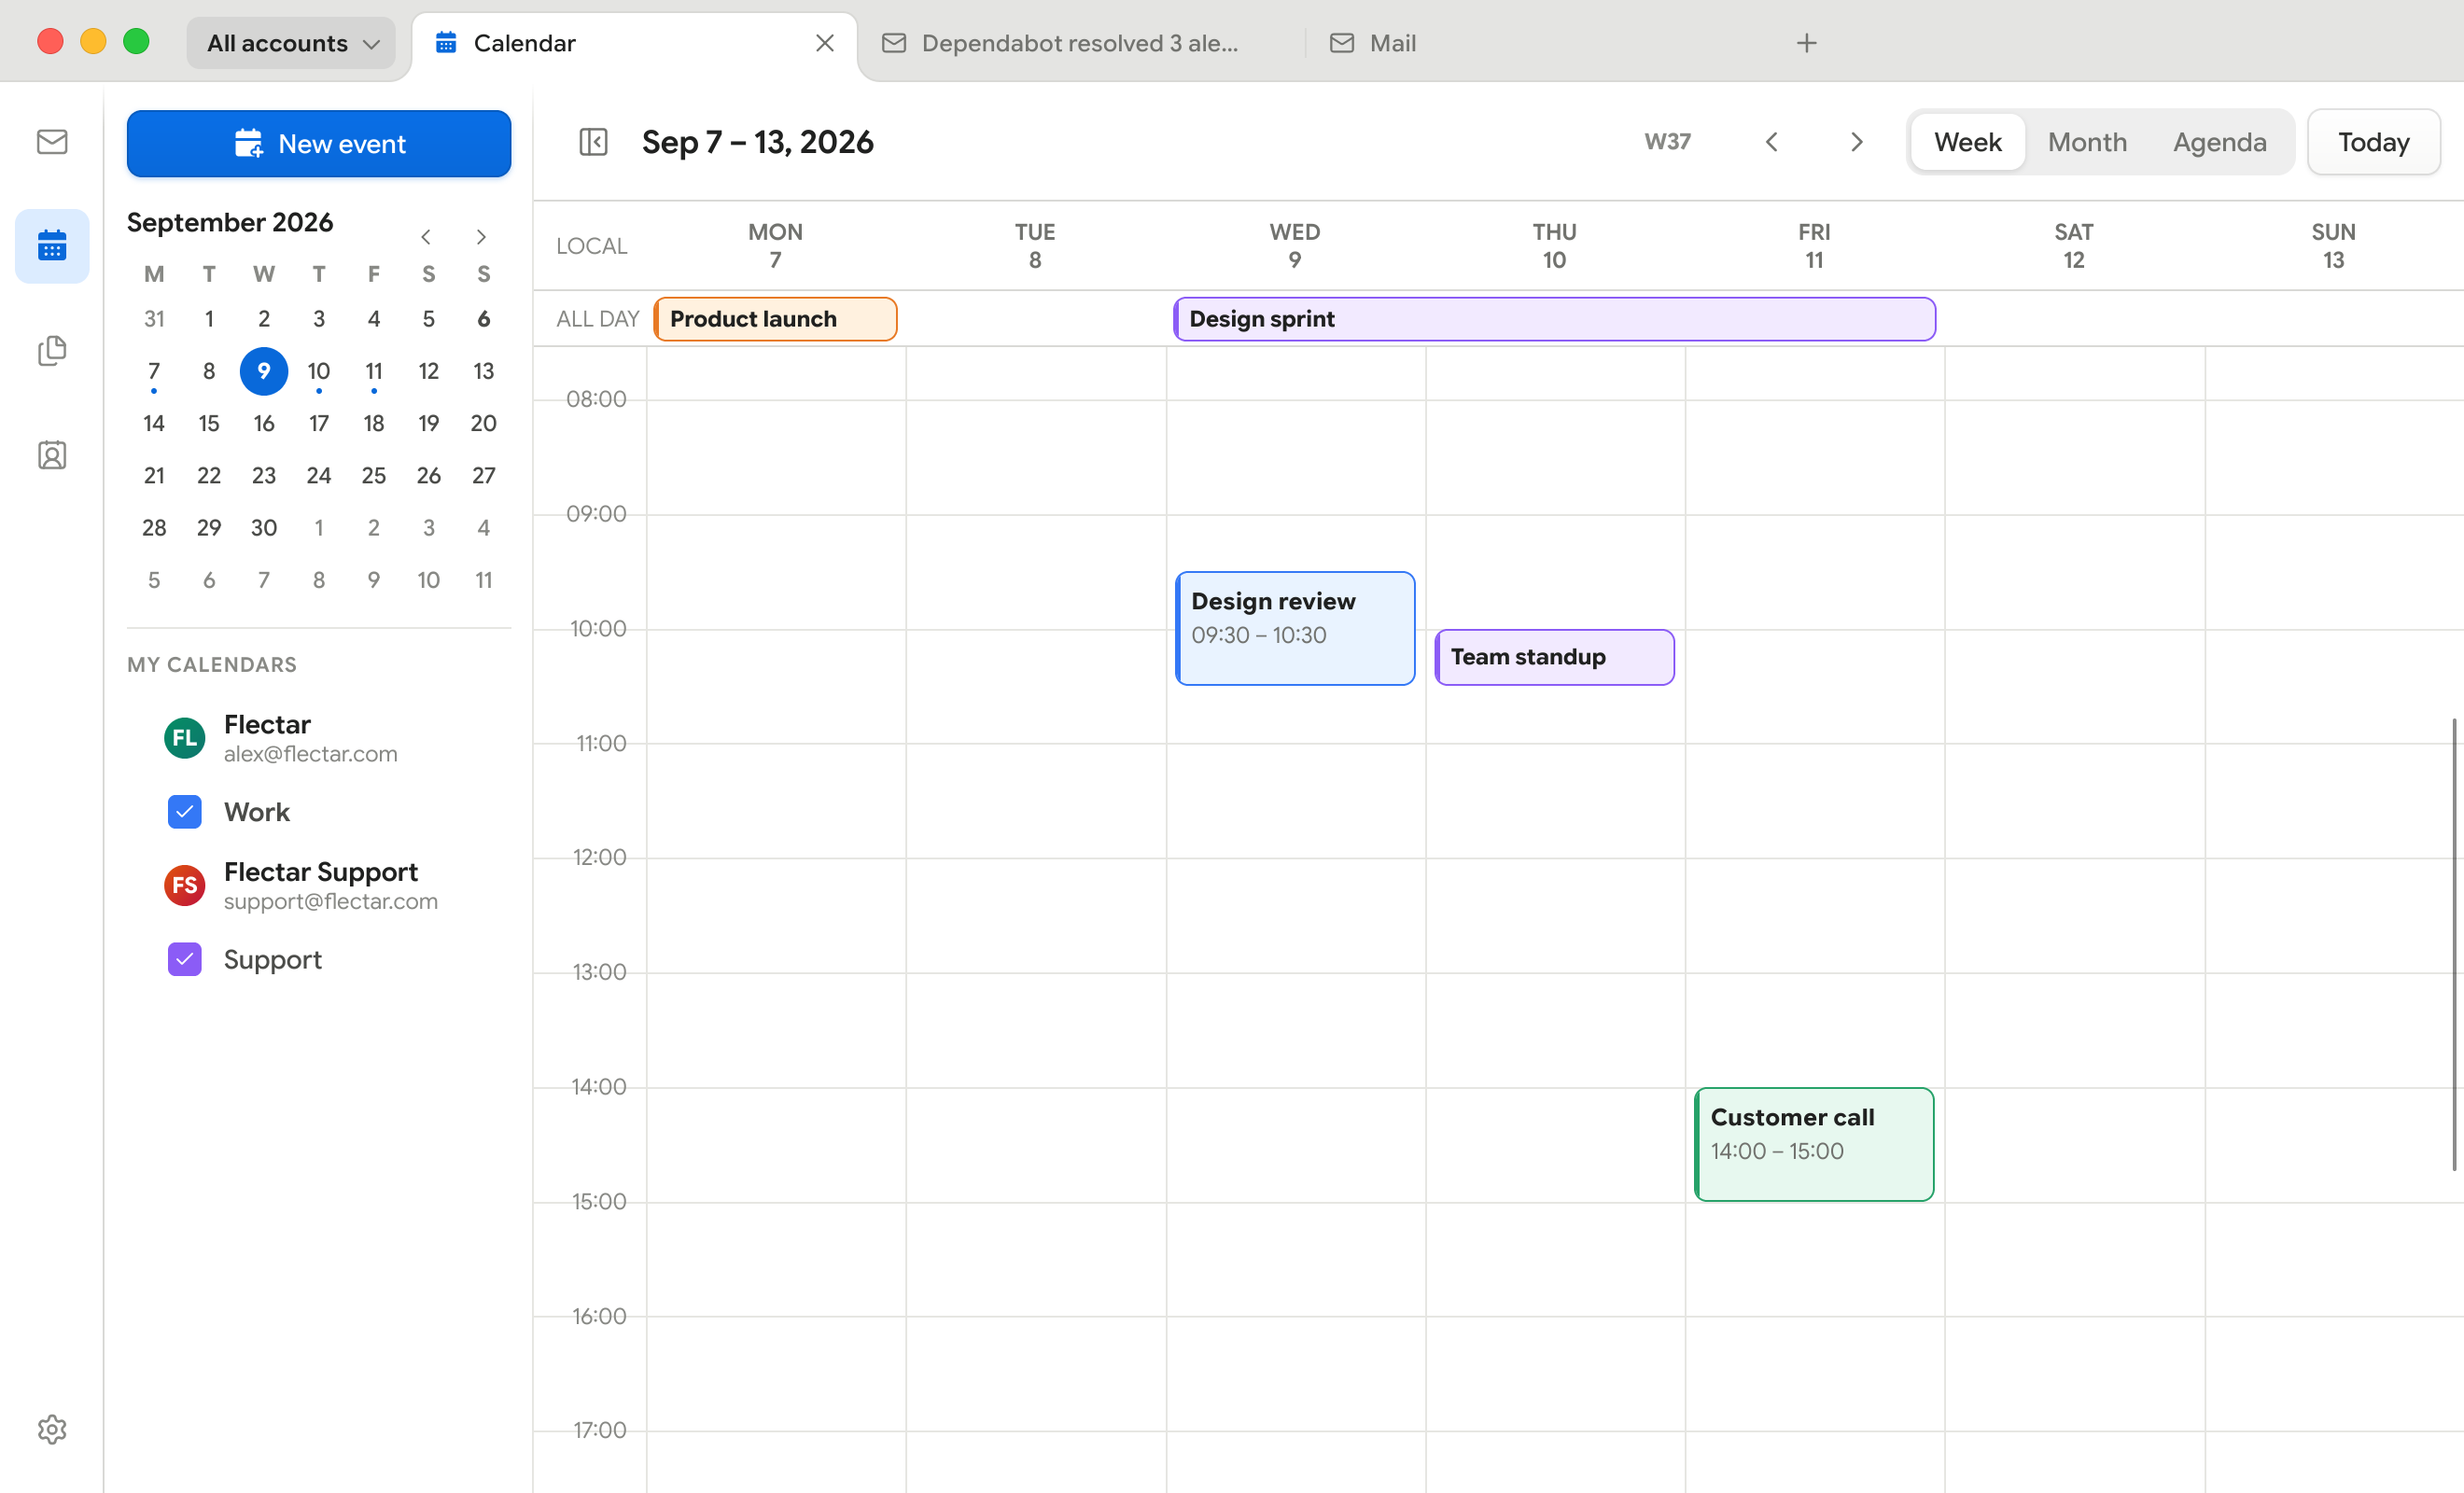 All accounts
Calendar
Dependabot resolved 3 ale...
Mail
New event
September 2026
M T W T F S S
31 1 2 3 4 5 6
7 8 9 10 11 12 13
14 15 16 17 18 19 20
21 22 23 24 25 26 27
28 29 30 1 2 3 4
5 6 7 8 9 10 11
MY CALENDARS
FL
Flectar
alex@flectar.com
Work
FS
Flectar Support
support@flectar.com
Support
Sep 7 – 13, 2026
W37
Week
Month
Agenda
Today
LOCAL
MON
7
TUE
8
WED
9
THU
10
FRI
11
SAT
12
SUN
13
ALL DAY
Product launch
Design sprint
08:00
09:00
10:00
11:00
12:00
13:00
14:00
15:00
16:00
17:00
Design review
09:30 – 10:30
Team standup
Customer call
14:00 – 15:00